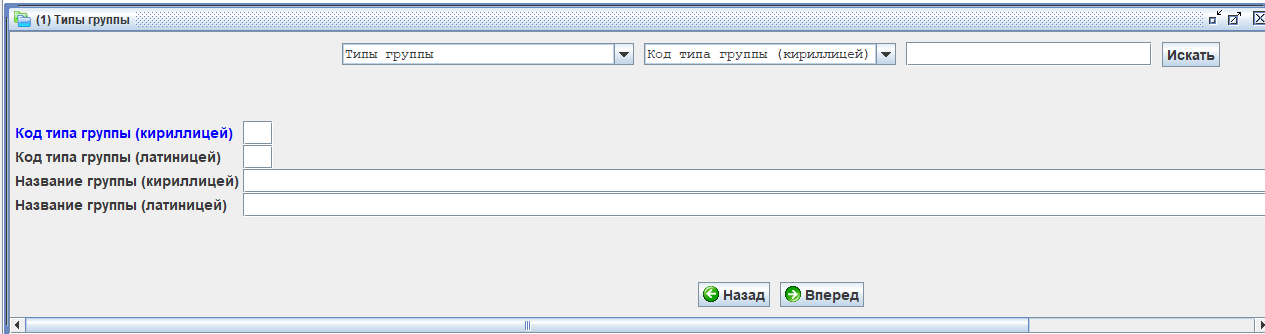 (1) Типы группы
Типы группы Код типа группы (кириллицей) Искать
Код типа группы (кириллицей)
Код типа группы (латиницей)
Название группы (кириллицей)
Название группы (латиницей)
Назад Вперед